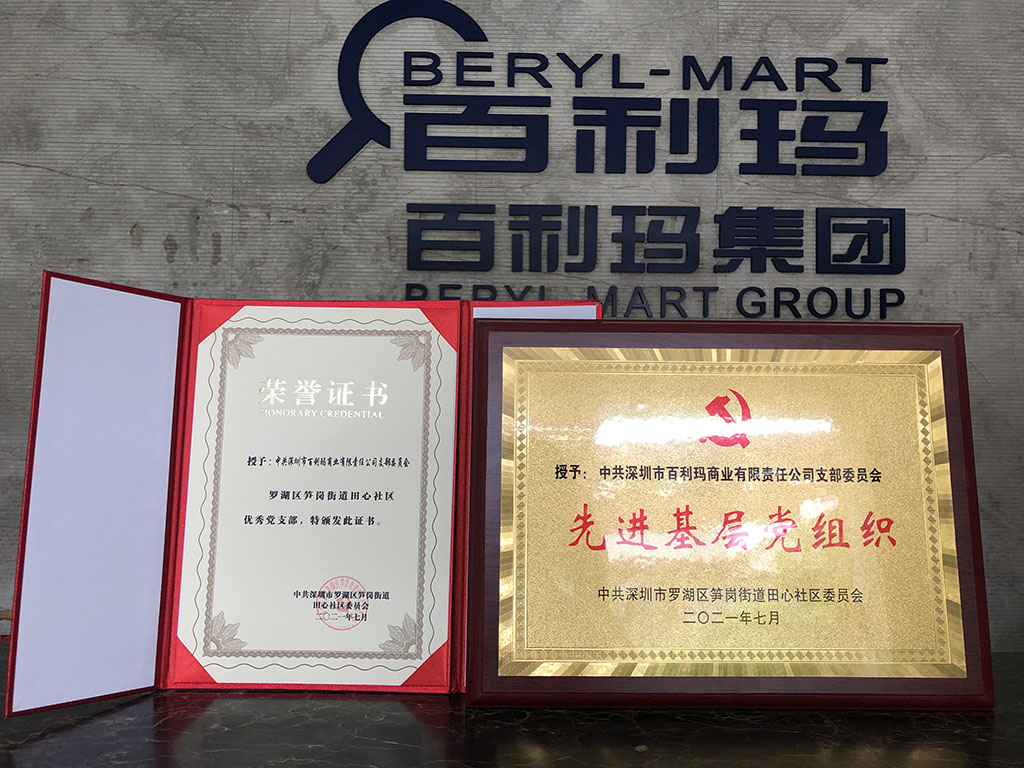 BERYL-MART
百利玛
百利玛集团
BERYL-MART GROUP
荣誉证书
HONORARY CREDENTIAL
授予：中共深圳市百利玛商业有限责任公司支部委员会
罗湖区笋岗街道田心社区
优秀党支部，特颁发此证书。
中共深圳市罗湖区笋岗街道
田心社区委员会
二〇二一年七月
授予：中共深圳市百利玛商业有限责任公司支部委员会
先进基层党组织
中共深圳市罗湖区笋岗街道田心社区委员会
二〇二一年七月